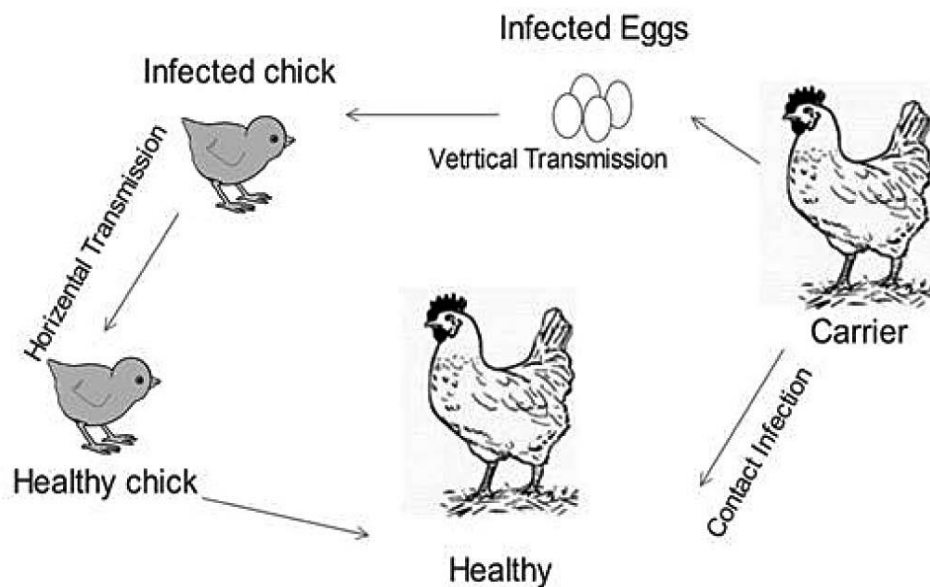 Infected Eggs
Infected chick
Vetrtical Transmission
Horizental Transmission
Carrier
Contact Infection
Healthy chick
Healthy